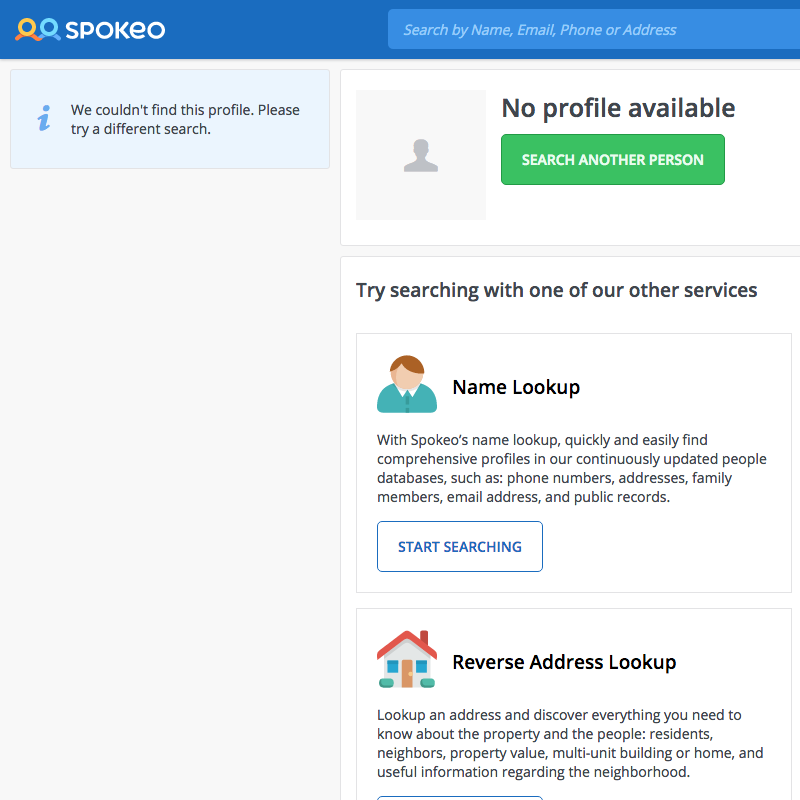 SPOKEO
Search by Name, Email, Phone or Address
We couldn't find this profile. Please
try a different search.
No profile available
SEARCH ANOTHER PERSON
Try searching with one of our other services
Name Lookup
With Spokeo’s name lookup, quickly and easily find
comprehensive profiles in our continuously updated people
databases, such as: phone numbers, addresses, family
members, email address, and public records.
START SEARCHING
Reverse Address Lookup
Lookup an address and discover everything you need to
know about the property and the people: residents,
neighbors, property value, multi-unit building or home, and
useful information regarding the neighborhood.